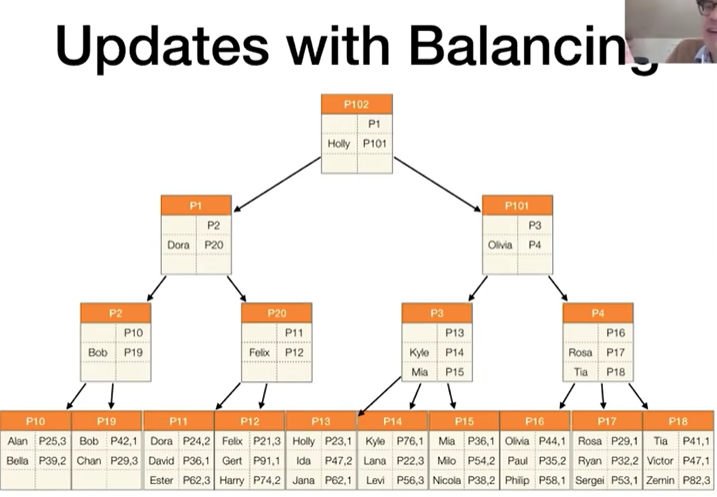 Updates with Balancing
P102
P1
Holly P101
P1
P2
Dora P20
P101
P3
Olivia P4
P2
P10
Bob P19
P20
P11
Felix P12
P3
P13
Kyle P14
Mia P15
P4
P16
Rosa P17
Tia P18
P10
Alan P25,3
Bella P39,2
P19
Bob P42,1
Chan P29,3
P11
Dora P24,2
David P36,1
Ester P62,3
P12
Felix P21,3
Gert P91,1
Harry P74,2
P13
Holly P23,1
Ida P47,2
Jana P62,1
P14
Kyle P76,1
Lana P22,3
Levi P56,3
P15
Mia P36,1
Milo P54,2
Nicola P38,2
P16
Olivia P44,1
Paul P35,2
Philip P58,1
P17
Rosa P29,1
Ryan P32,2
Sergei P53,1
P18
Tia P41,1
Victor P47,1
Zemin P82,3